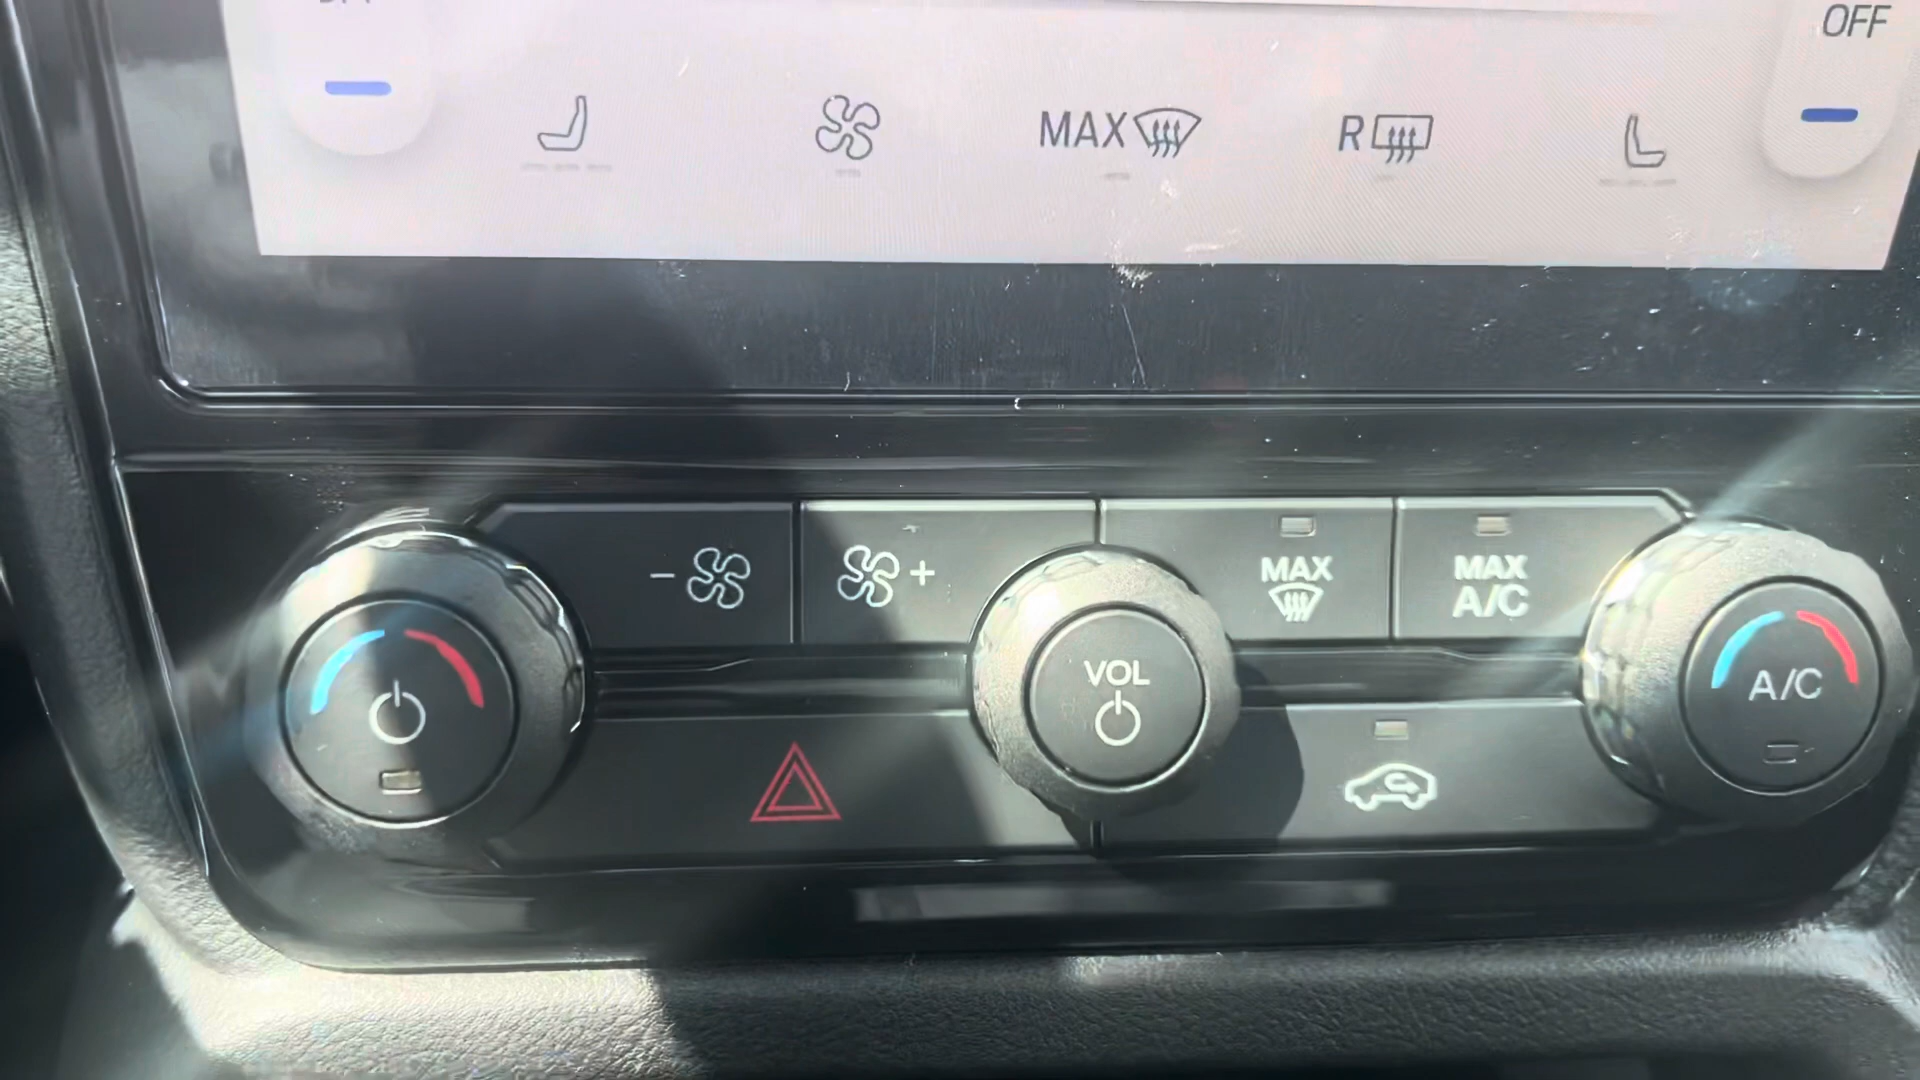 OFF
MAX
R
- +
MAX
MAX
A/C
VOL
A/C